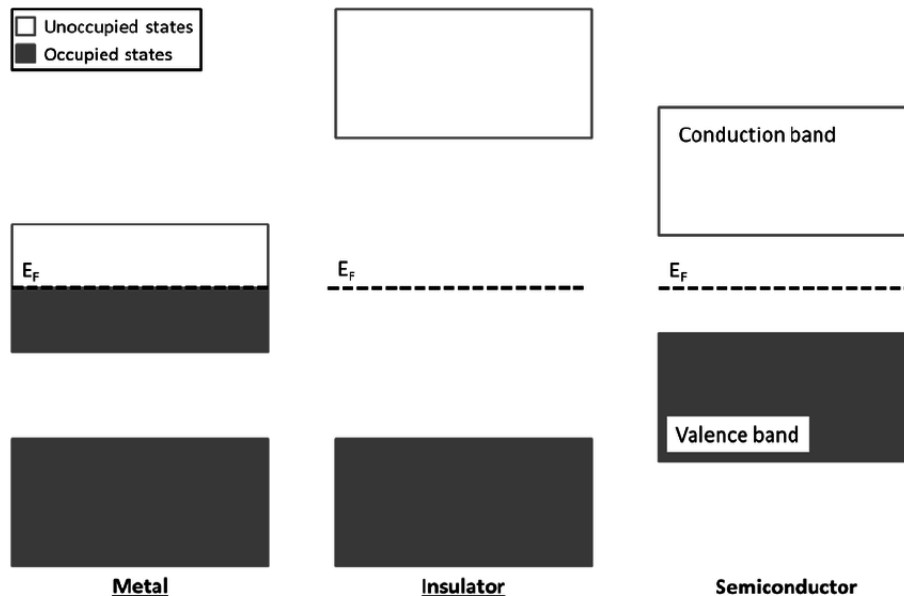 Unoccupied states
Occupied states
Conduction band
E_F
E_F
E_F
Valence band
Metal
Insulator
Semiconductor